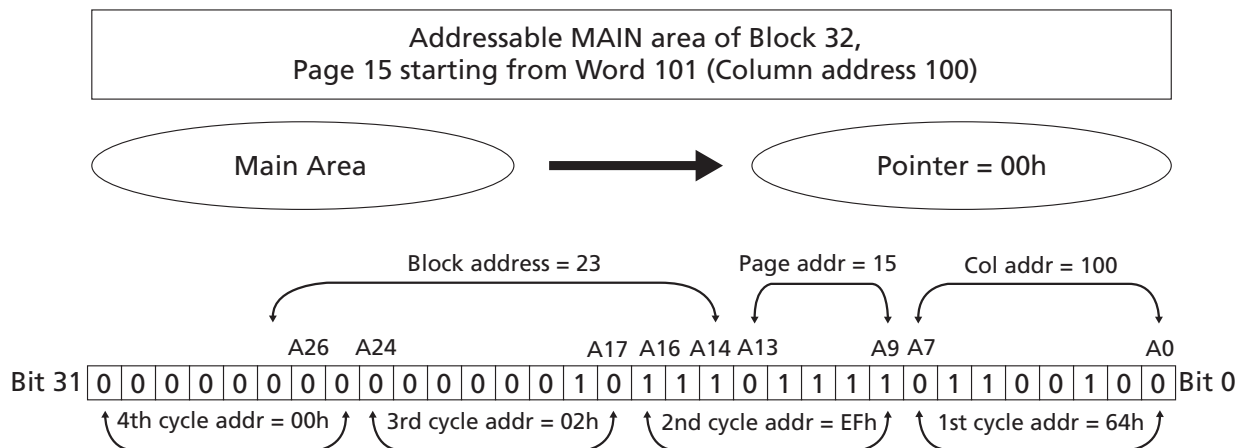 Addressable MAIN area of Block 32,
Page 15 starting from Word 101 (Column address 100)
Main Area
Pointer = 00h
Block address = 23
Page addr = 15
Col addr = 100
A26 A24 A17 A16 A14 A13 A9 A7 A0
Bit 31 0 0 0 0 0 0 0 0 0 0 0 0 0 0 1 0 1 1 1 0 1 1 1 1 0 1 1 0 0 1 0 0 Bit 0
4th cycle addr = 00h 3rd cycle addr = 02h 2nd cycle addr = EFh 1st cycle addr = 64h